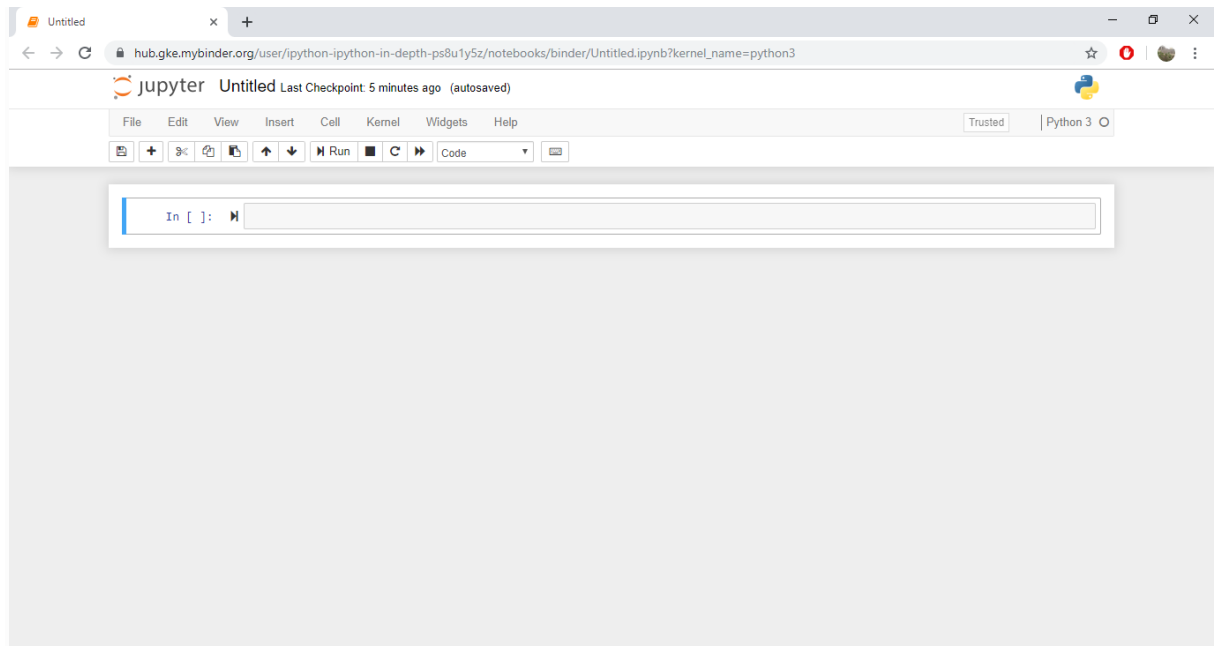 Untitled
hub.gke.mybinder.org/user/ipython-ipython-in-depth-ps8u1y5z/notebooks/binder/Untitled.ipynb?kernel_name=python3
jupyter Untitled Last Checkpoint: 5 minutes ago (autosaved)
File Edit View Insert Cell Kernel Widgets Help Trusted Python 3
Run Code
In [ ]: